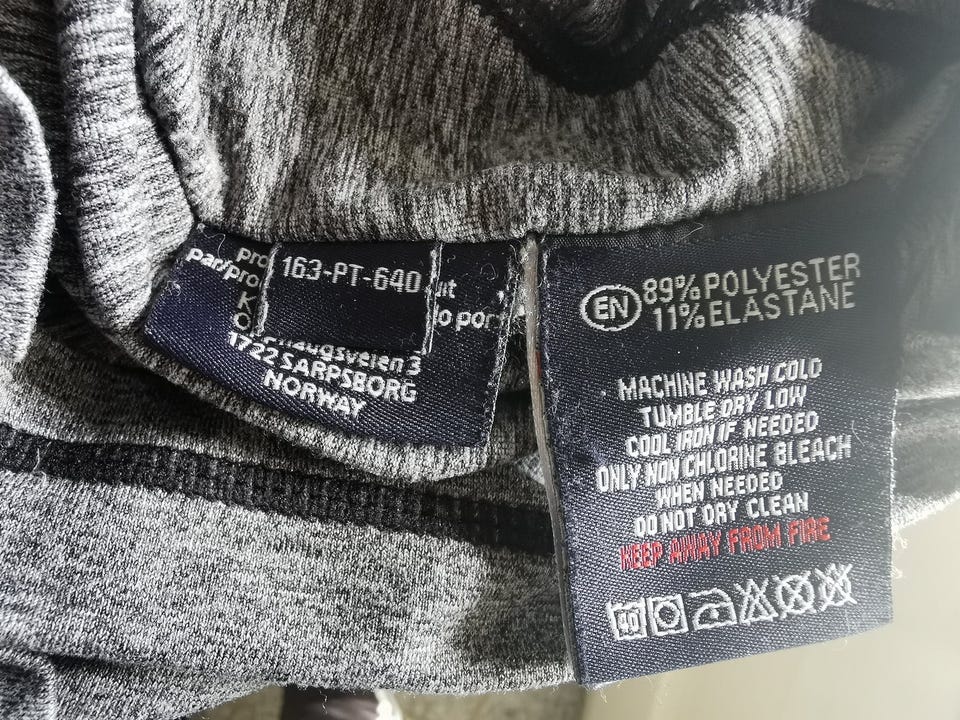 163-PT-640
1722 SARPSBORG
NORWAY
EN
89% POLYESTER
11% ELASTANE
MACHINE WASH COLD
TUMBLE DRY LOW
COOL IRON IF NEEDED
ONLY NON CHLORINE BLEACH
WHEN NEEDED
DO NOT DRY CLEAN
KEEP AWAY FROM FIRE
40